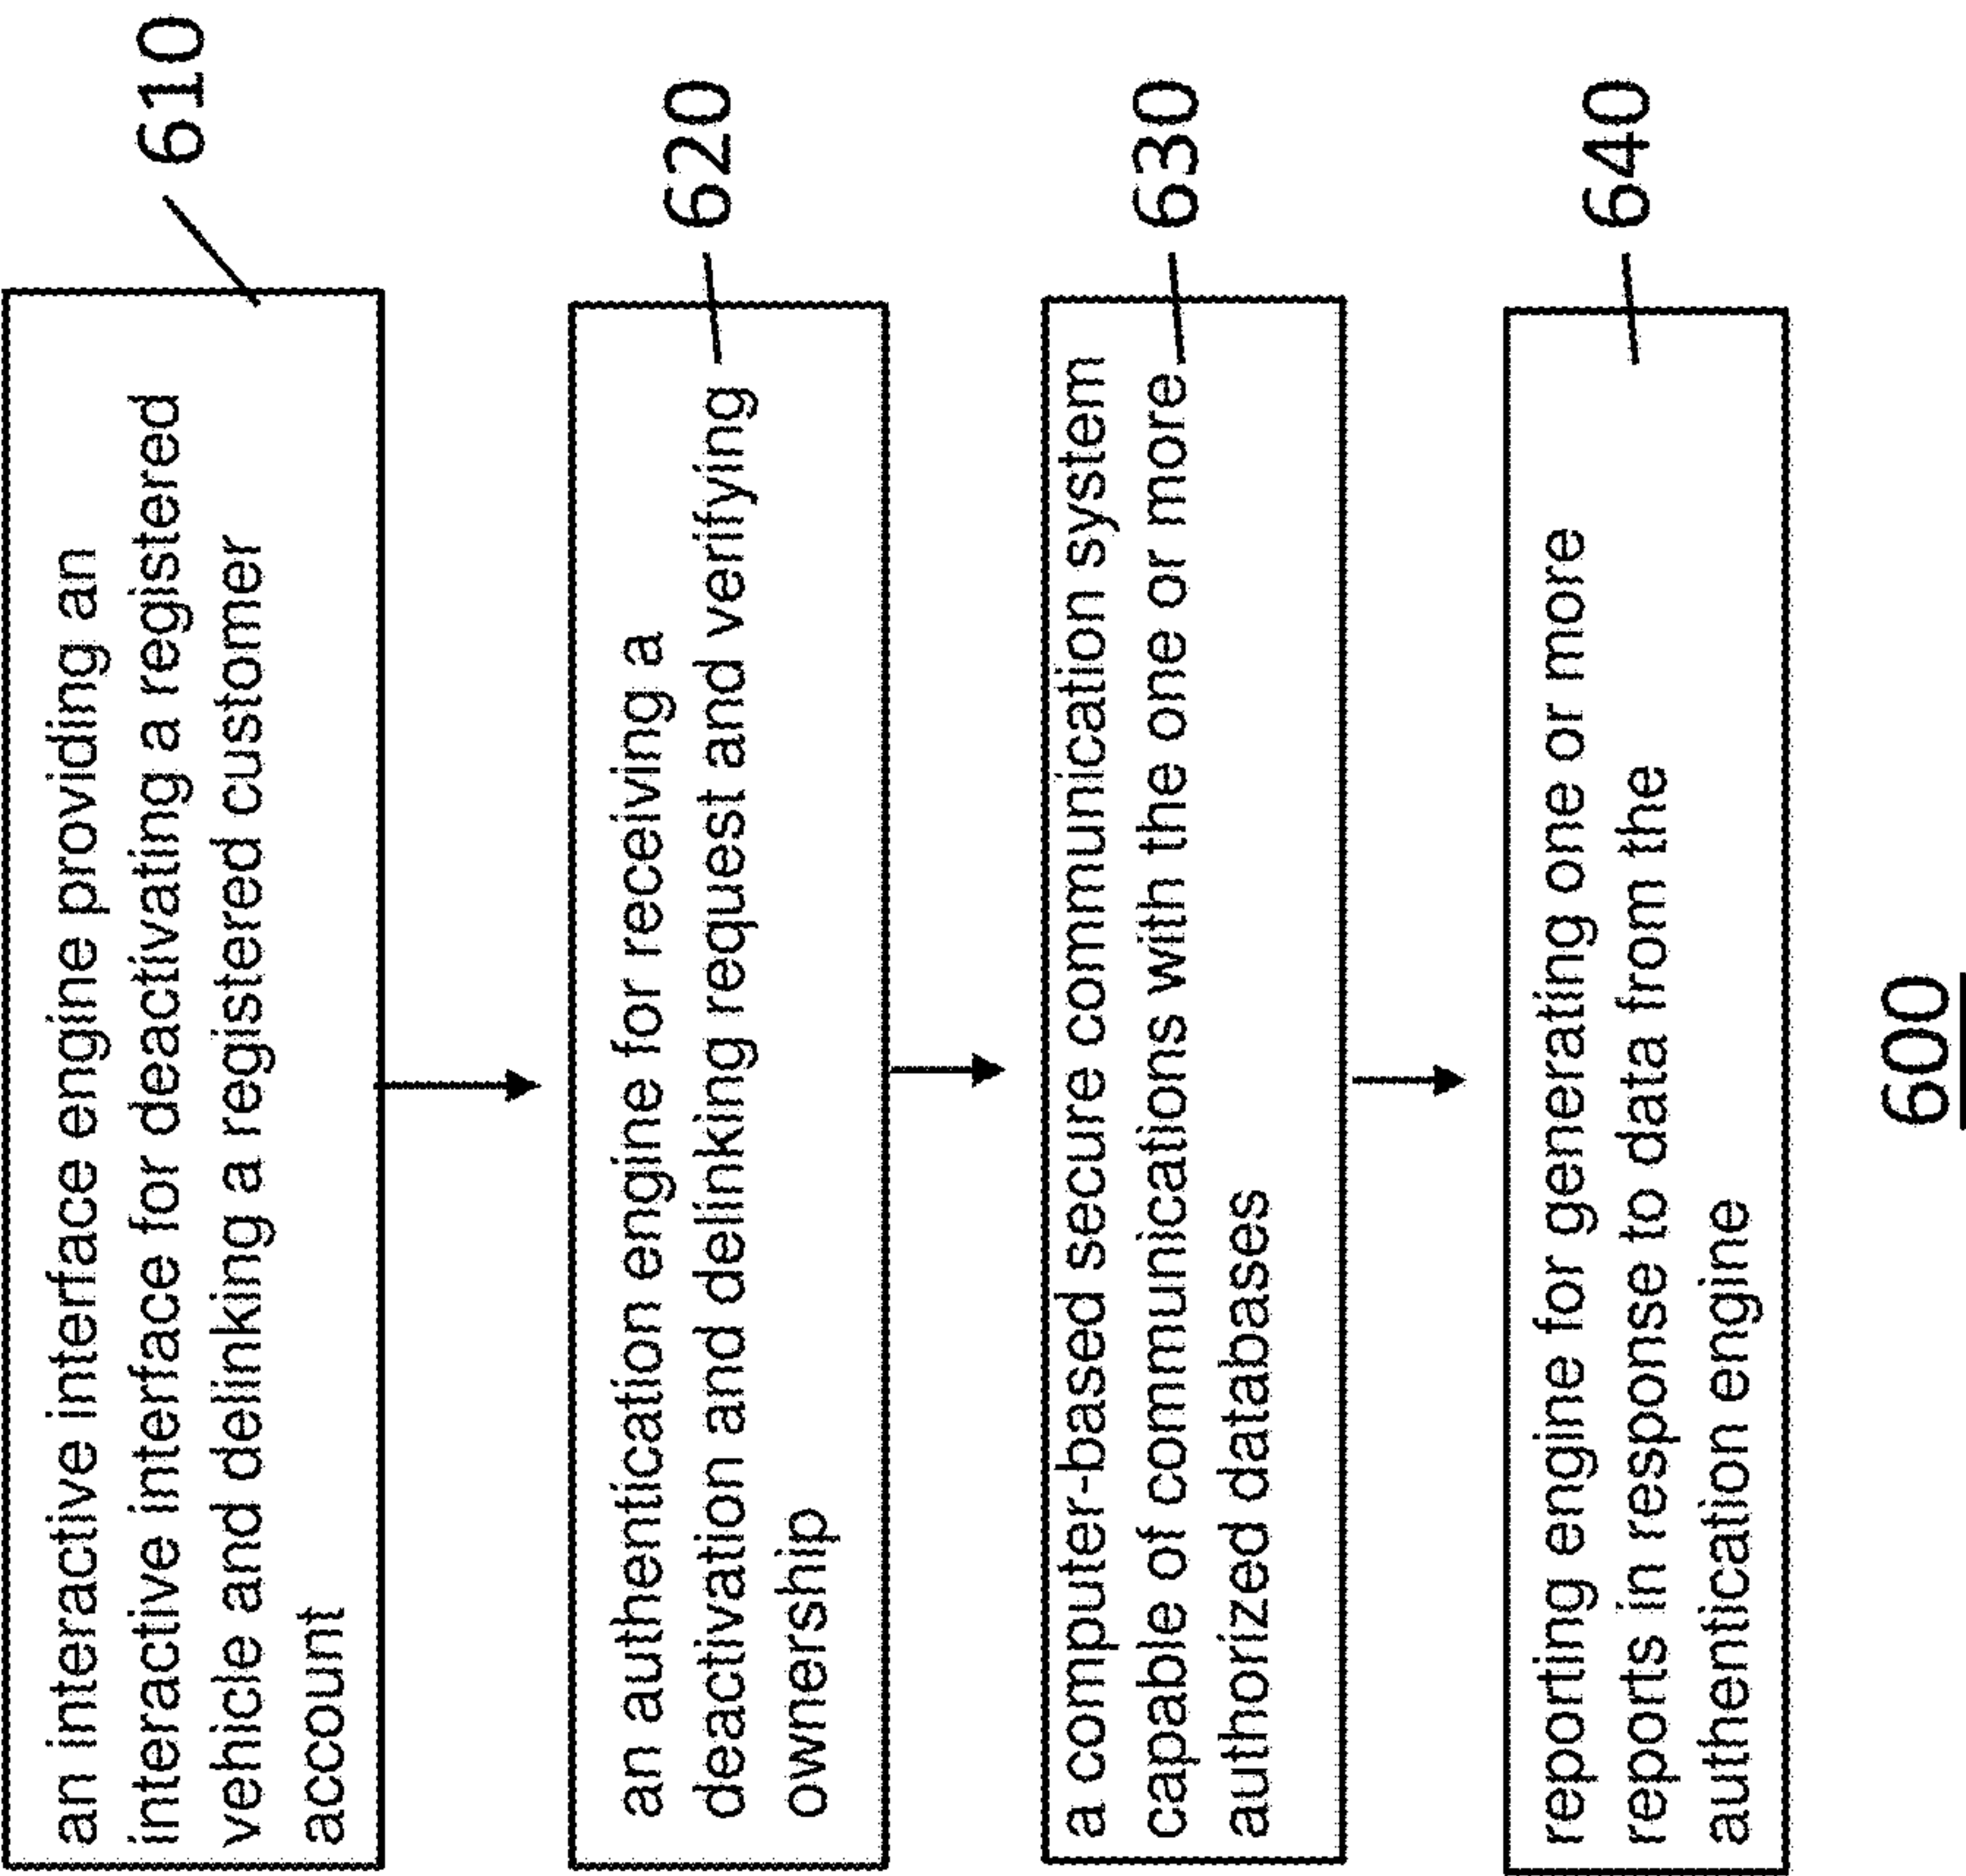 an interactive interface engine providing an
interactive interface for deactivating a registered
vehicle and delinking a registered customer
account
610
an authentication engine for receiving a
deactivation and delinking request and verifying
ownership
620
a computer-based secure communication system
capable of communications with the one or more
authorized databases
630
reporting engine for generating one or more
reports in response to data from the
authentication engine
640
600